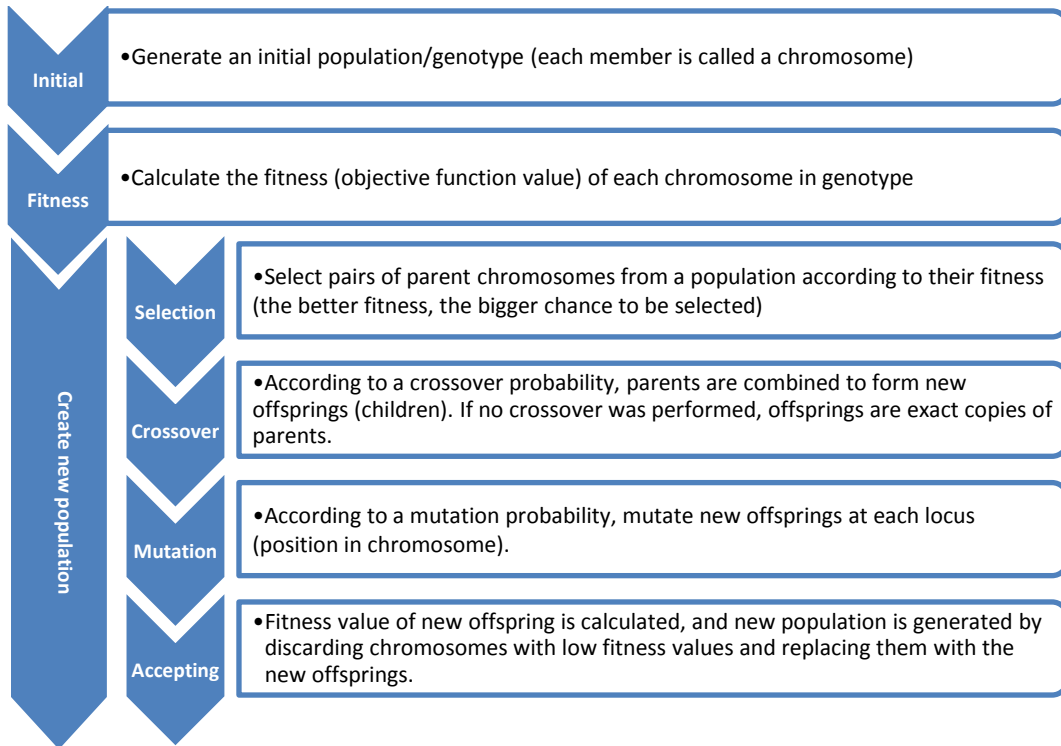 Initial
•Generate an initial population/genotype (each member is called a chromosome)
Fitness
•Calculate the fitness (objective function value) of each chromosome in genotype
Create new population
Selection
•Select pairs of parent chromosomes from a population according to their fitness
(the better fitness, the bigger chance to be selected)
Crossover
•According to a crossover probability, parents are combined to form new
offsprings (children). If no crossover was performed, offsprings are exact copies of
parents.
Mutation
•According to a mutation probability, mutate new offsprings at each locus
(position in chromosome).
Accepting
•Fitness value of new offspring is calculated, and new population is generated by
discarding chromosomes with low fitness values and replacing them with the
new offsprings.